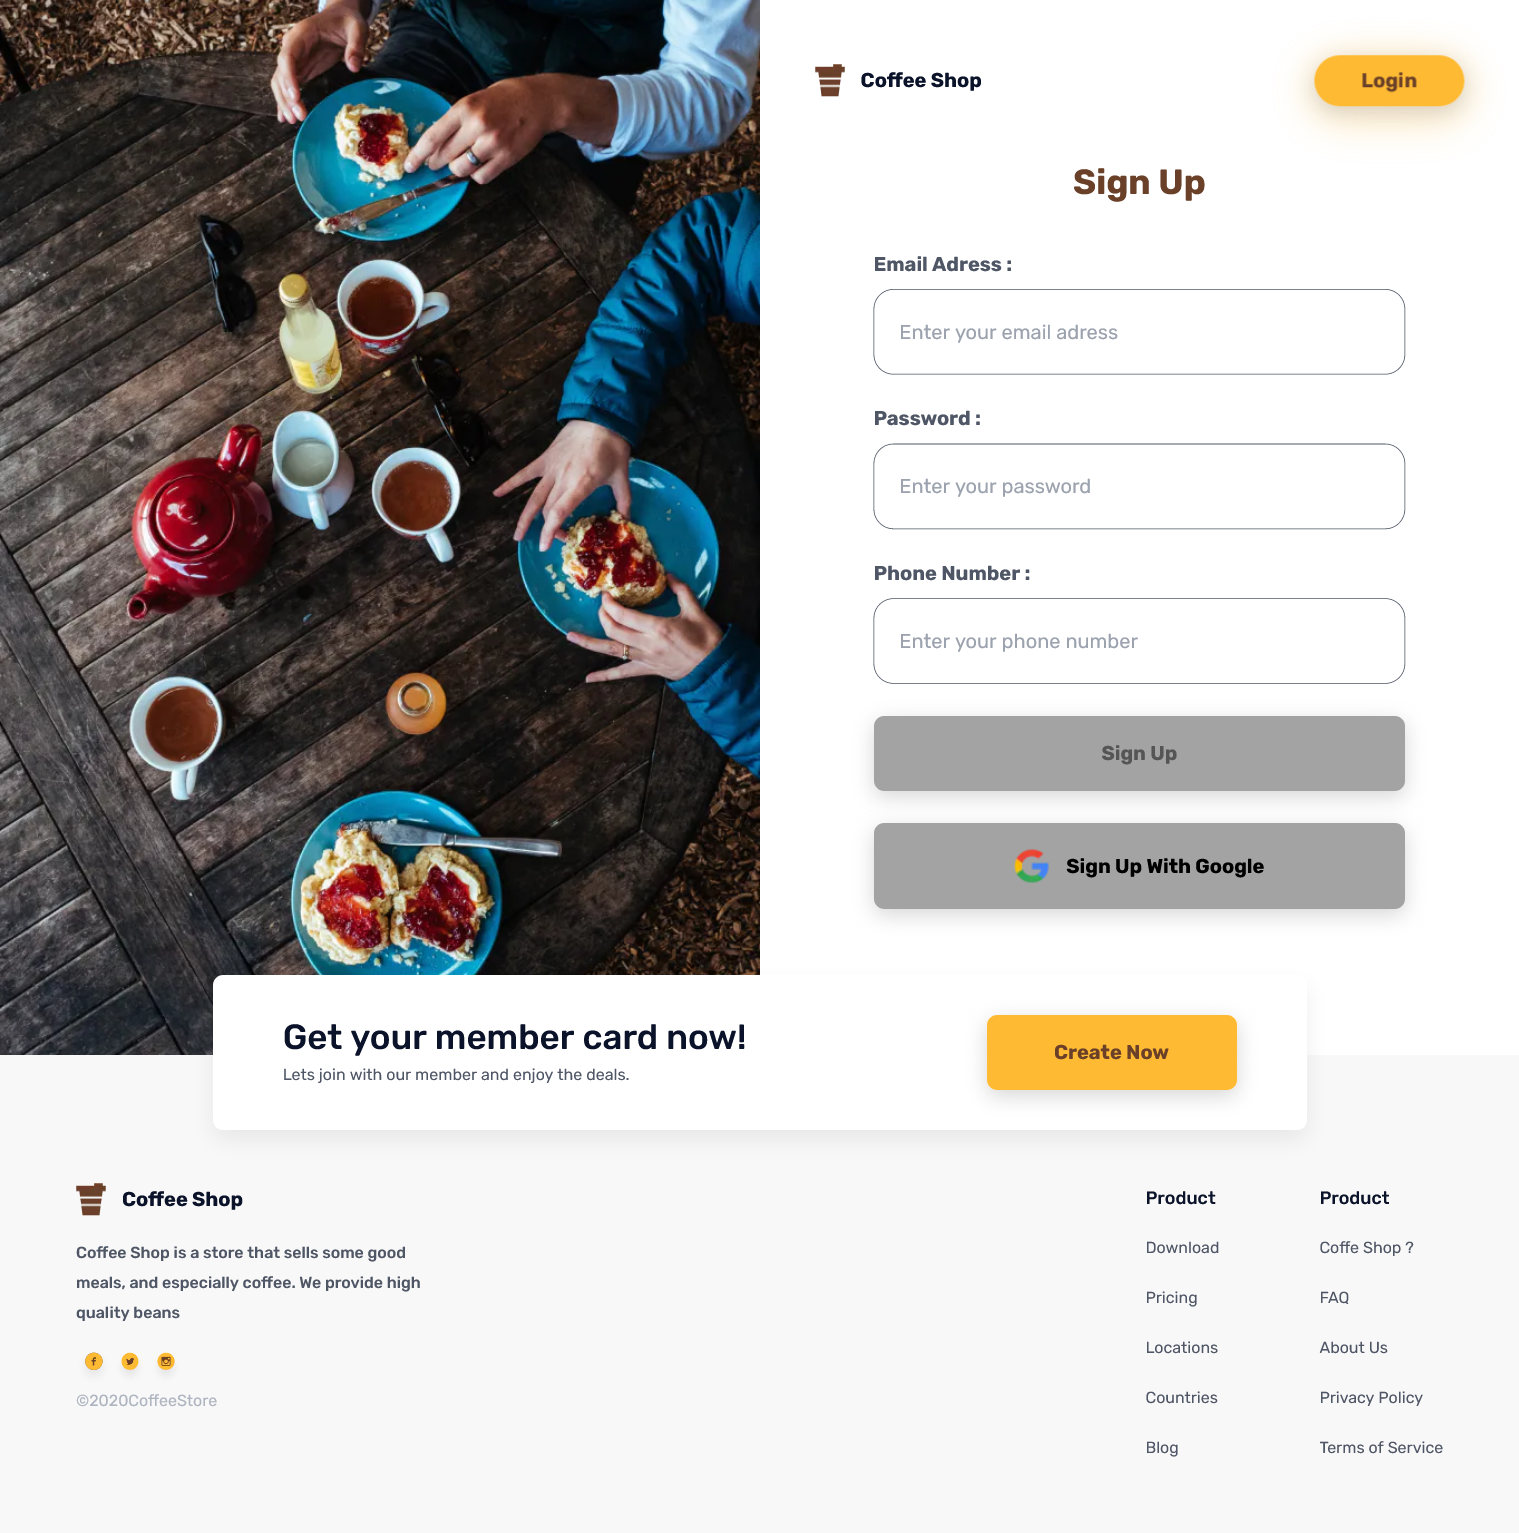 Coffee Shop
Login
Sign Up
Email Adress :
Enter your email adress
Password :
Enter your password
Phone Number :
Enter your phone number
Sign Up
Sign Up With Google
Get your member card now!
Lets join with our member and enjoy the deals.
Create Now
Coffee Shop
Coffee Shop is a store that sells some good
meals, and especially coffee. We provide high
quality beans
©2020CoffeeStore
Product
Download
Pricing
Locations
Countries
Blog
Product
Coffe Shop ?
FAQ
About Us
Privacy Policy
Terms of Service